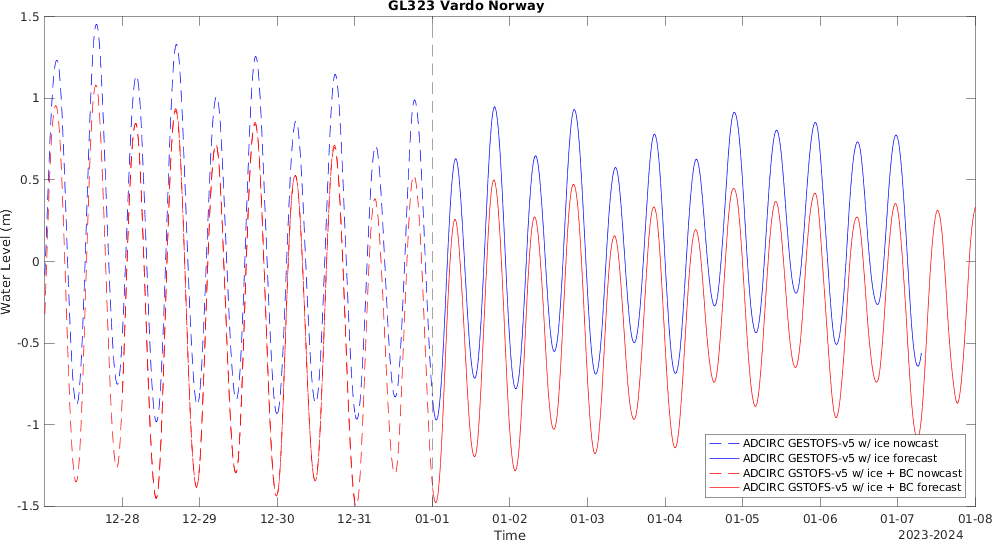 GL323 Vardo Norway
Water Level (m)
1.5
1
0.5
0
-0.5
-1
-1.5
12-28 12-29 12-30 12-31 01-01 01-02 01-03 01-04 01-05 01-06 01-07 01-08
Time
2023-2024
ADCIRC GESTOFS-v5 w/ ice nowcast
ADCIRC GESTOFS-v5 w/ ice forecast
ADCIRC GSTOFS-v5 w/ ice + BC nowcast
ADCIRC GSTOFS-v5 w/ ice + BC forecast